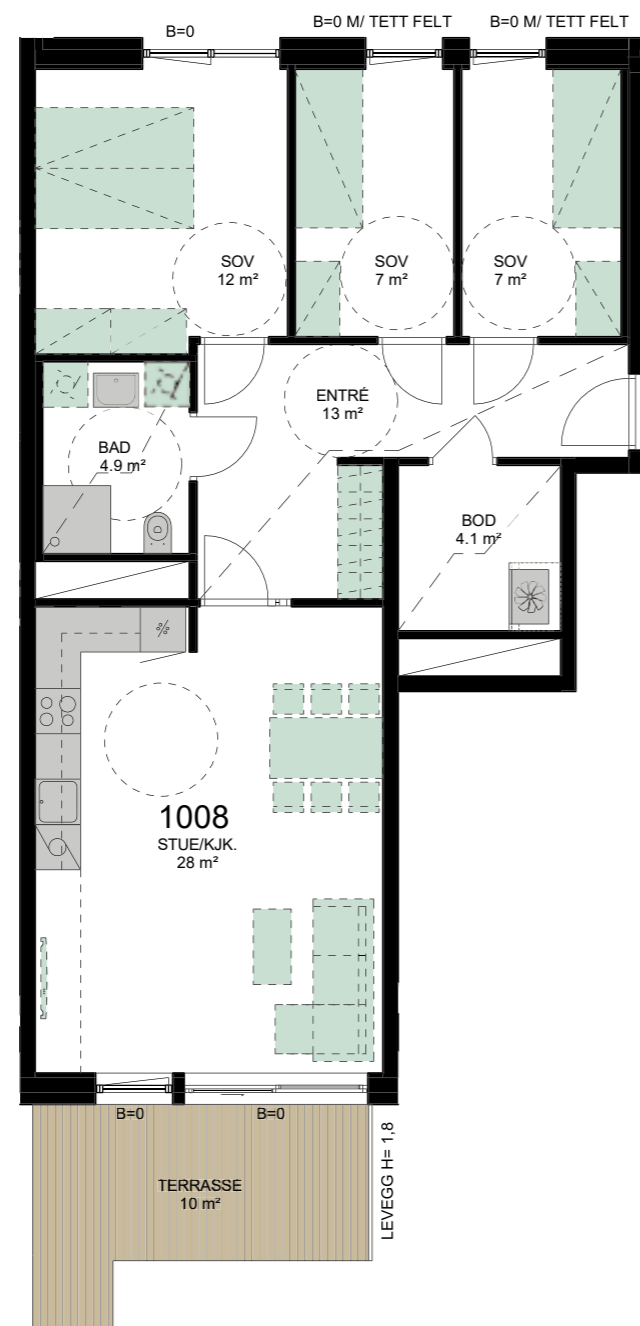 B=0
B=0 M/ TETT FELT
B=0 M/ TETT FELT
SOV
12 m²
SOV
7 m²
SOV
7 m²
ENTRÉ
13 m²
BAD
4.9 m²
BOD
4.1 m²
1008
STUE/KJK.
28 m²
B=0
B=0
LEVEGG H= 1,8
TERRASSE
10 m²